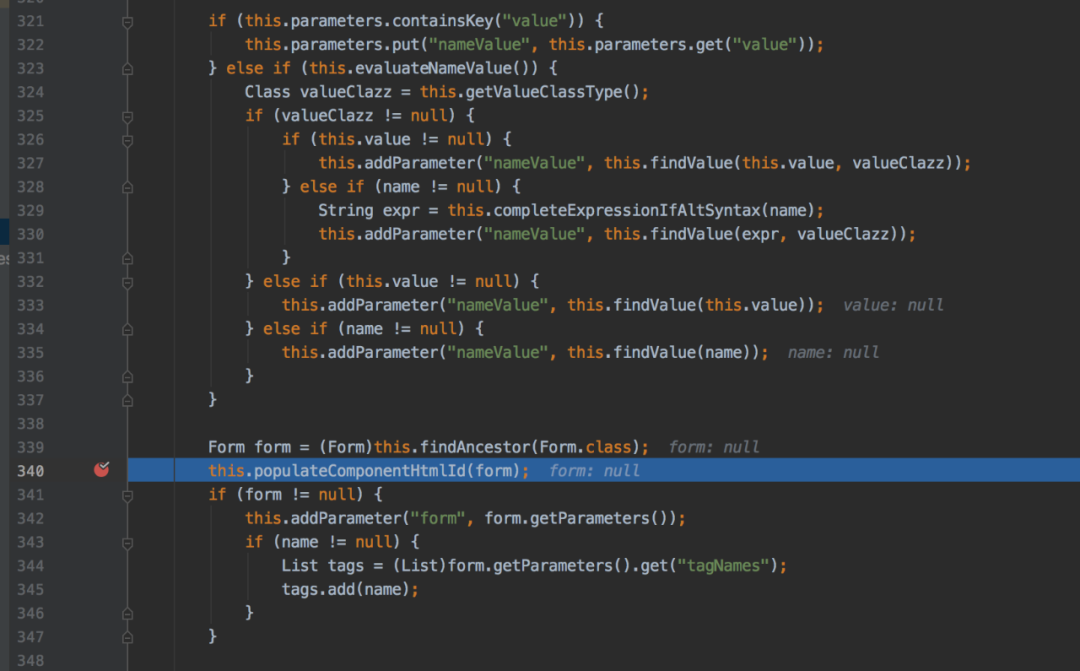 321 if (this.parameters.containsKey("value")) {
322 this.parameters.put("nameValue", this.parameters.get("value"));
323 } else if (this.evaluateNameValue()) {
324 Class valueClazz = this.getValueClassType();
325 if (valueClazz != null) {
326 if (this.value != null) {
327 this.addParameter("nameValue", this.findValue(this.value, valueClazz));
328 } else if (name != null) {
329 String expr = this.completeExpressionIfAltSyntax(name);
330 this.addParameter("nameValue", this.findValue(expr, valueClazz));
331 }
332 } else if (this.value != null) {
333 this.addParameter("nameValue", this.findValue(this.value)); value: null
334 } else if (name != null) {
335 this.addParameter("nameValue", this.findValue(name)); name: null
336 }
337 }
338
339 Form form = (Form)this.findAncestor(Form.class); form: null
340 this.populateComponentHtmlId(form); form: null
341 if (form != null) {
342 this.addParameter("form", form.getParameters());
343 if (name != null) {
344 List tags = (List)form.getParameters().get("tagNames");
345 tags.add(name);
346 }
347 }
348